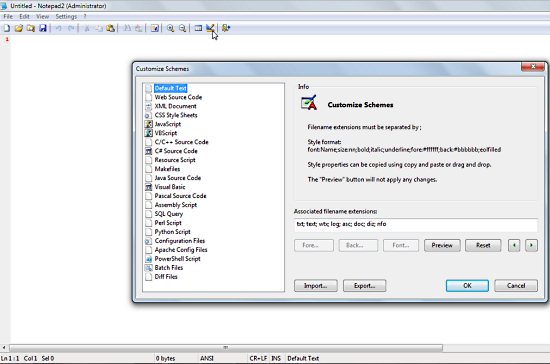 Untitled - Notepad2 (Administrator)
File Edit View Settings ?
1
Customize Schemes
Default Text
Web Source Code
XML Document
CSS Style Sheets
JavaScript
VBScript
C/C++ Source Code
C# Source Code
Resource Script
Makefiles
Java Source Code
Visual Basic
Pascal Source Code
Assembly Script
SQL Query
Perl Script
Python Script
Configuration Files
Apache Config Files
PowerShell Script
Batch Files
Diff Files
Info
Customize Schemes
Filename extensions must be separated by ;
Style format:
font:Name;size:nn;bold;italic;underline;fore:#ffffff;back:#bbbbbb;eolfilled
Style properties can be copied using copy and paste or drag and drop.
The "Preview" button will not apply any changes.
Associated filename extensions:
txt; text; wtx; log; asc; doc; diz; nfo
Fore... Back... Font... Preview Reset
Import... Export... OK Cancel
Ln 1 : 1 Col 1 Sel 0 0 bytes ANSI CR+LF INS Default Text